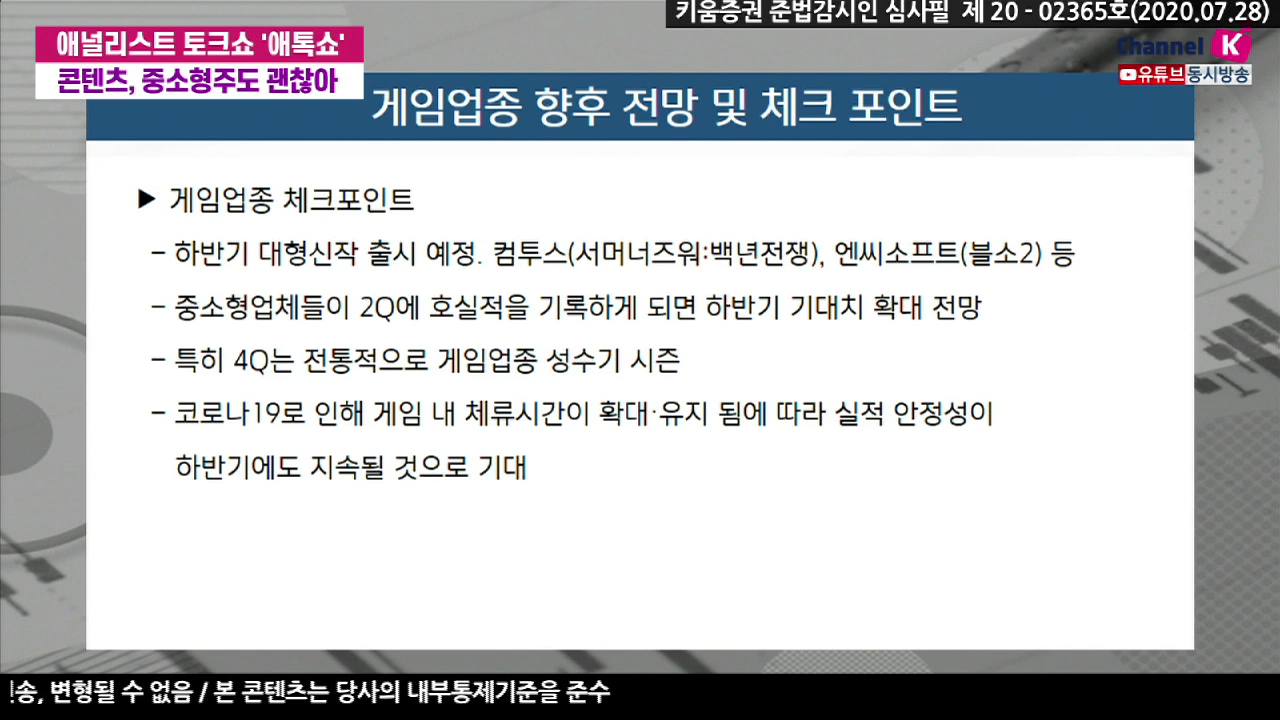 키움증권 준법감시인 심사필 제 20 - 02365호(2020.07.28)
애널리스트 토크쇼 '애톡쇼'
콘텐츠, 중소형주도 괜찮아
Channel K
유튜브동시방송
게임업종 향후 전망 및 체크 포인트
▶ 게임업종 체크포인트
- 하반기 대형신작 출시 예정. 컴투스(서머너즈워:백년전쟁), 엔씨소프트(블소2) 등
- 중소형업체들이 2Q에 호실적을 기록하게 되면 하반기 기대치 확대 전망
- 특히 4Q는 전통적으로 게임업종 성수기 시즌
- 코로나19로 인해 게임 내 체류시간이 확대·유지 됨에 따라 실적 안정성이
하반기에도 지속될 것으로 기대
송, 변형될 수 없음 / 본 콘텐츠는 당사의 내부통제기준을 준수